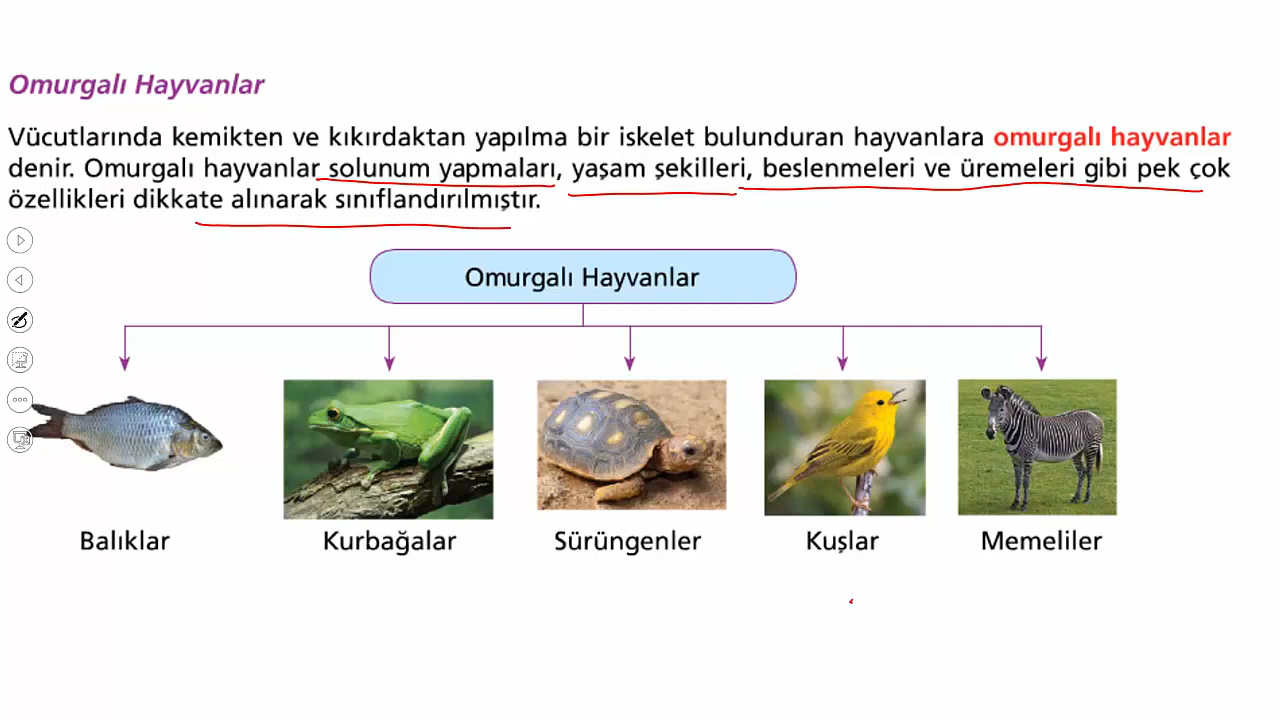 Omurgalı Hayvanlar
Vücutlarında kemikten ve kıkırdaktan yapılma bir iskelet bulunduran hayvanlara omurgalı hayvanlar
denir. Omurgalı hayvanlar solunum yapmaları, yaşam şekilleri, beslenmeleri ve üremeleri gibi pek çok
özellikleri dikkate alınarak sınıflandırılmıştır.
Omurgalı Hayvanlar
Balıklar
Kurbağalar
Sürüngenler
Kuşlar
Memeliler